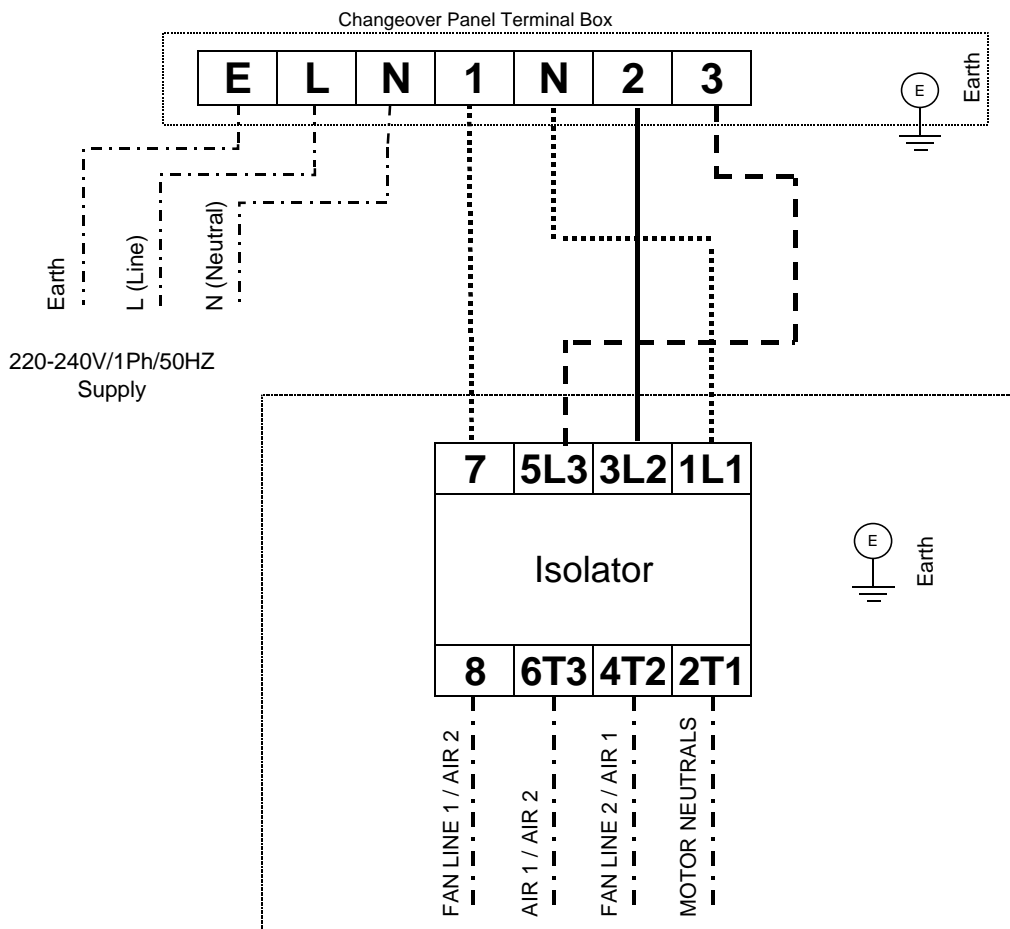 Changeover Panel Terminal Box
E L N 1 N 2 3
E
Earth
Earth
L (Line)
N (Neutral)
220-240V/1Ph/50HZ
Supply
7 5L3 3L2 1L1
Isolator
E
Earth
8 6T3 4T2 2T1
FAN LINE 1 / AIR 2
AIR 1 / AIR 2
FAN LINE 2 / AIR 1
MOTOR NEUTRALS